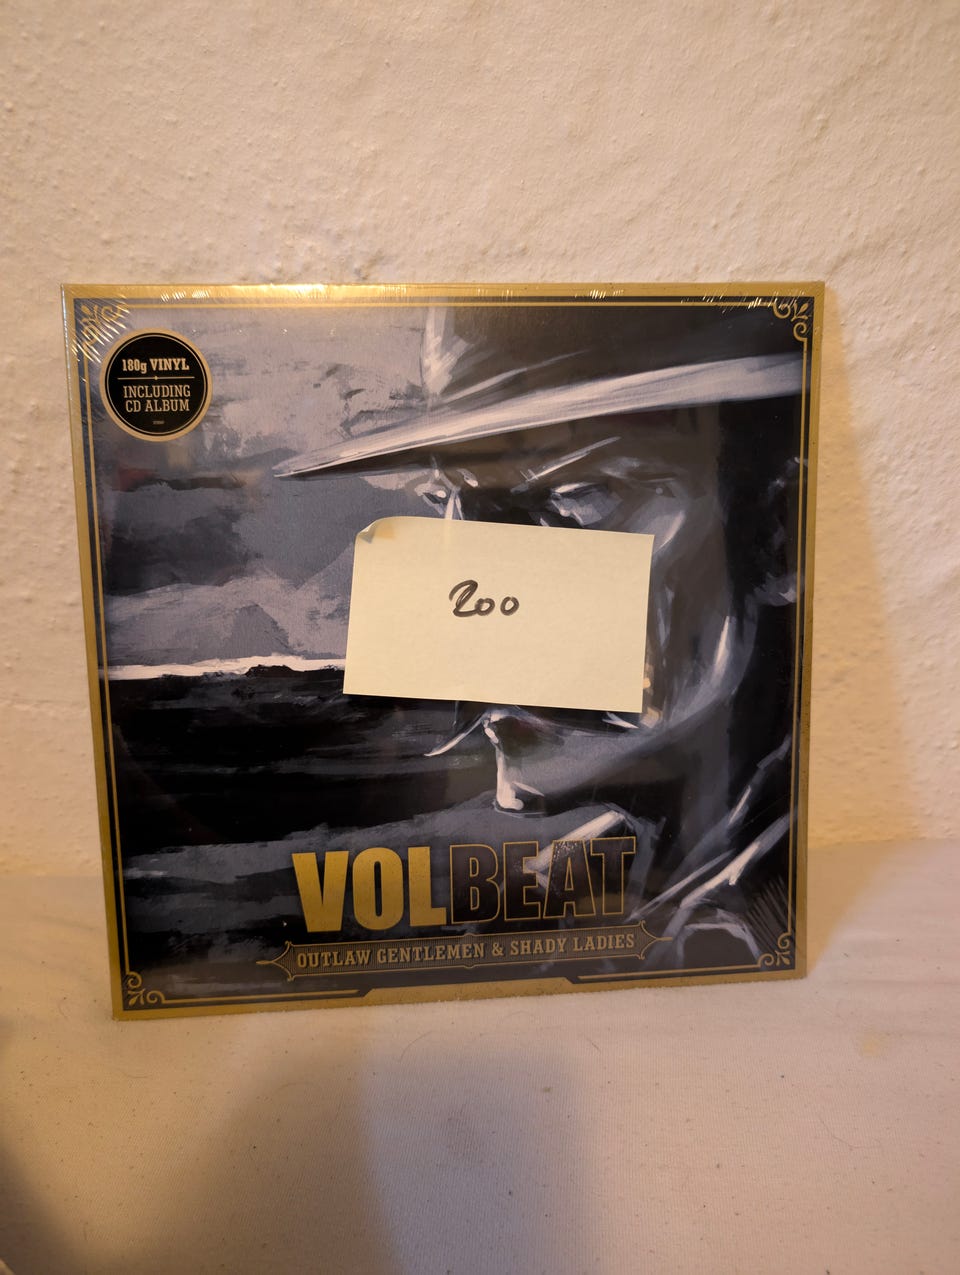 180g VINYL
INCLUDING
CD ALBUM
200
VOLBEAT
OUTLAW GENTLEMEN & SHADY LADIES